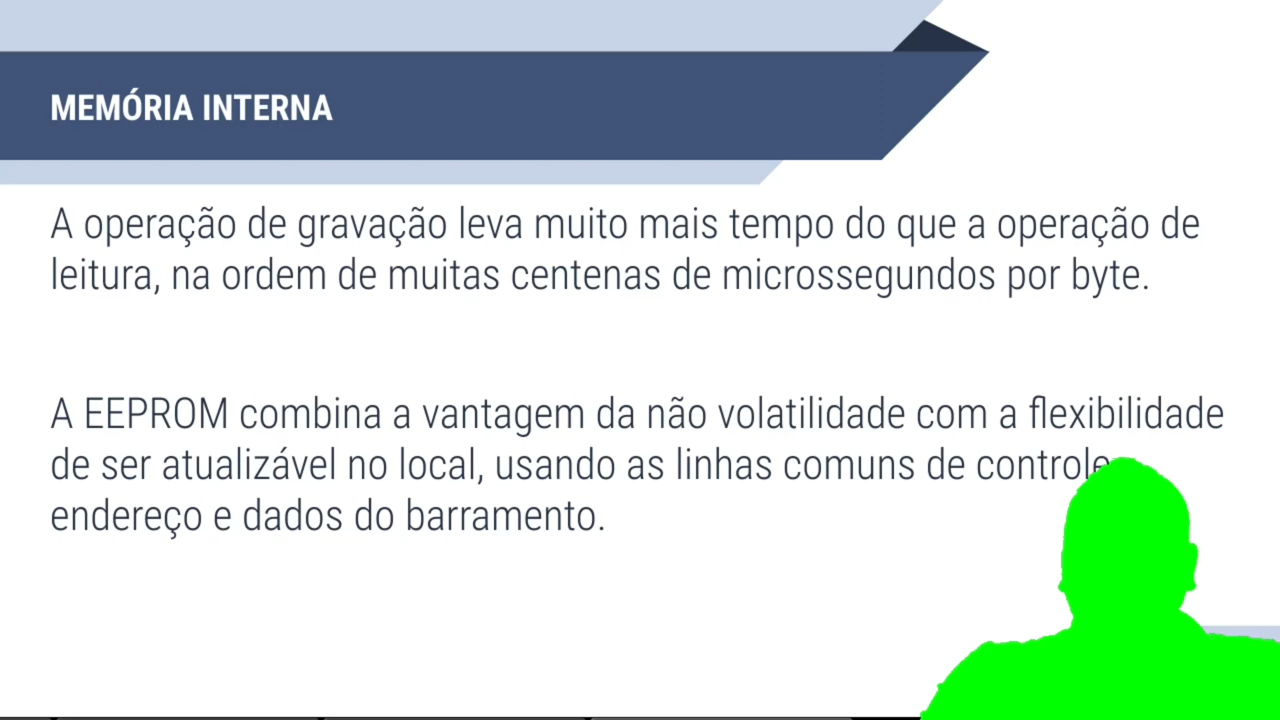 MEMÓRIA INTERNA
A operação de gravação leva muito mais tempo do que a operação de
leitura, na ordem de muitas centenas de microssegundos por byte.
A EEPROM combina a vantagem da não volatilidade com a flexibilidade
de ser atualizável no local, usando as linhas comuns de controle
endereço e dados do barramento.